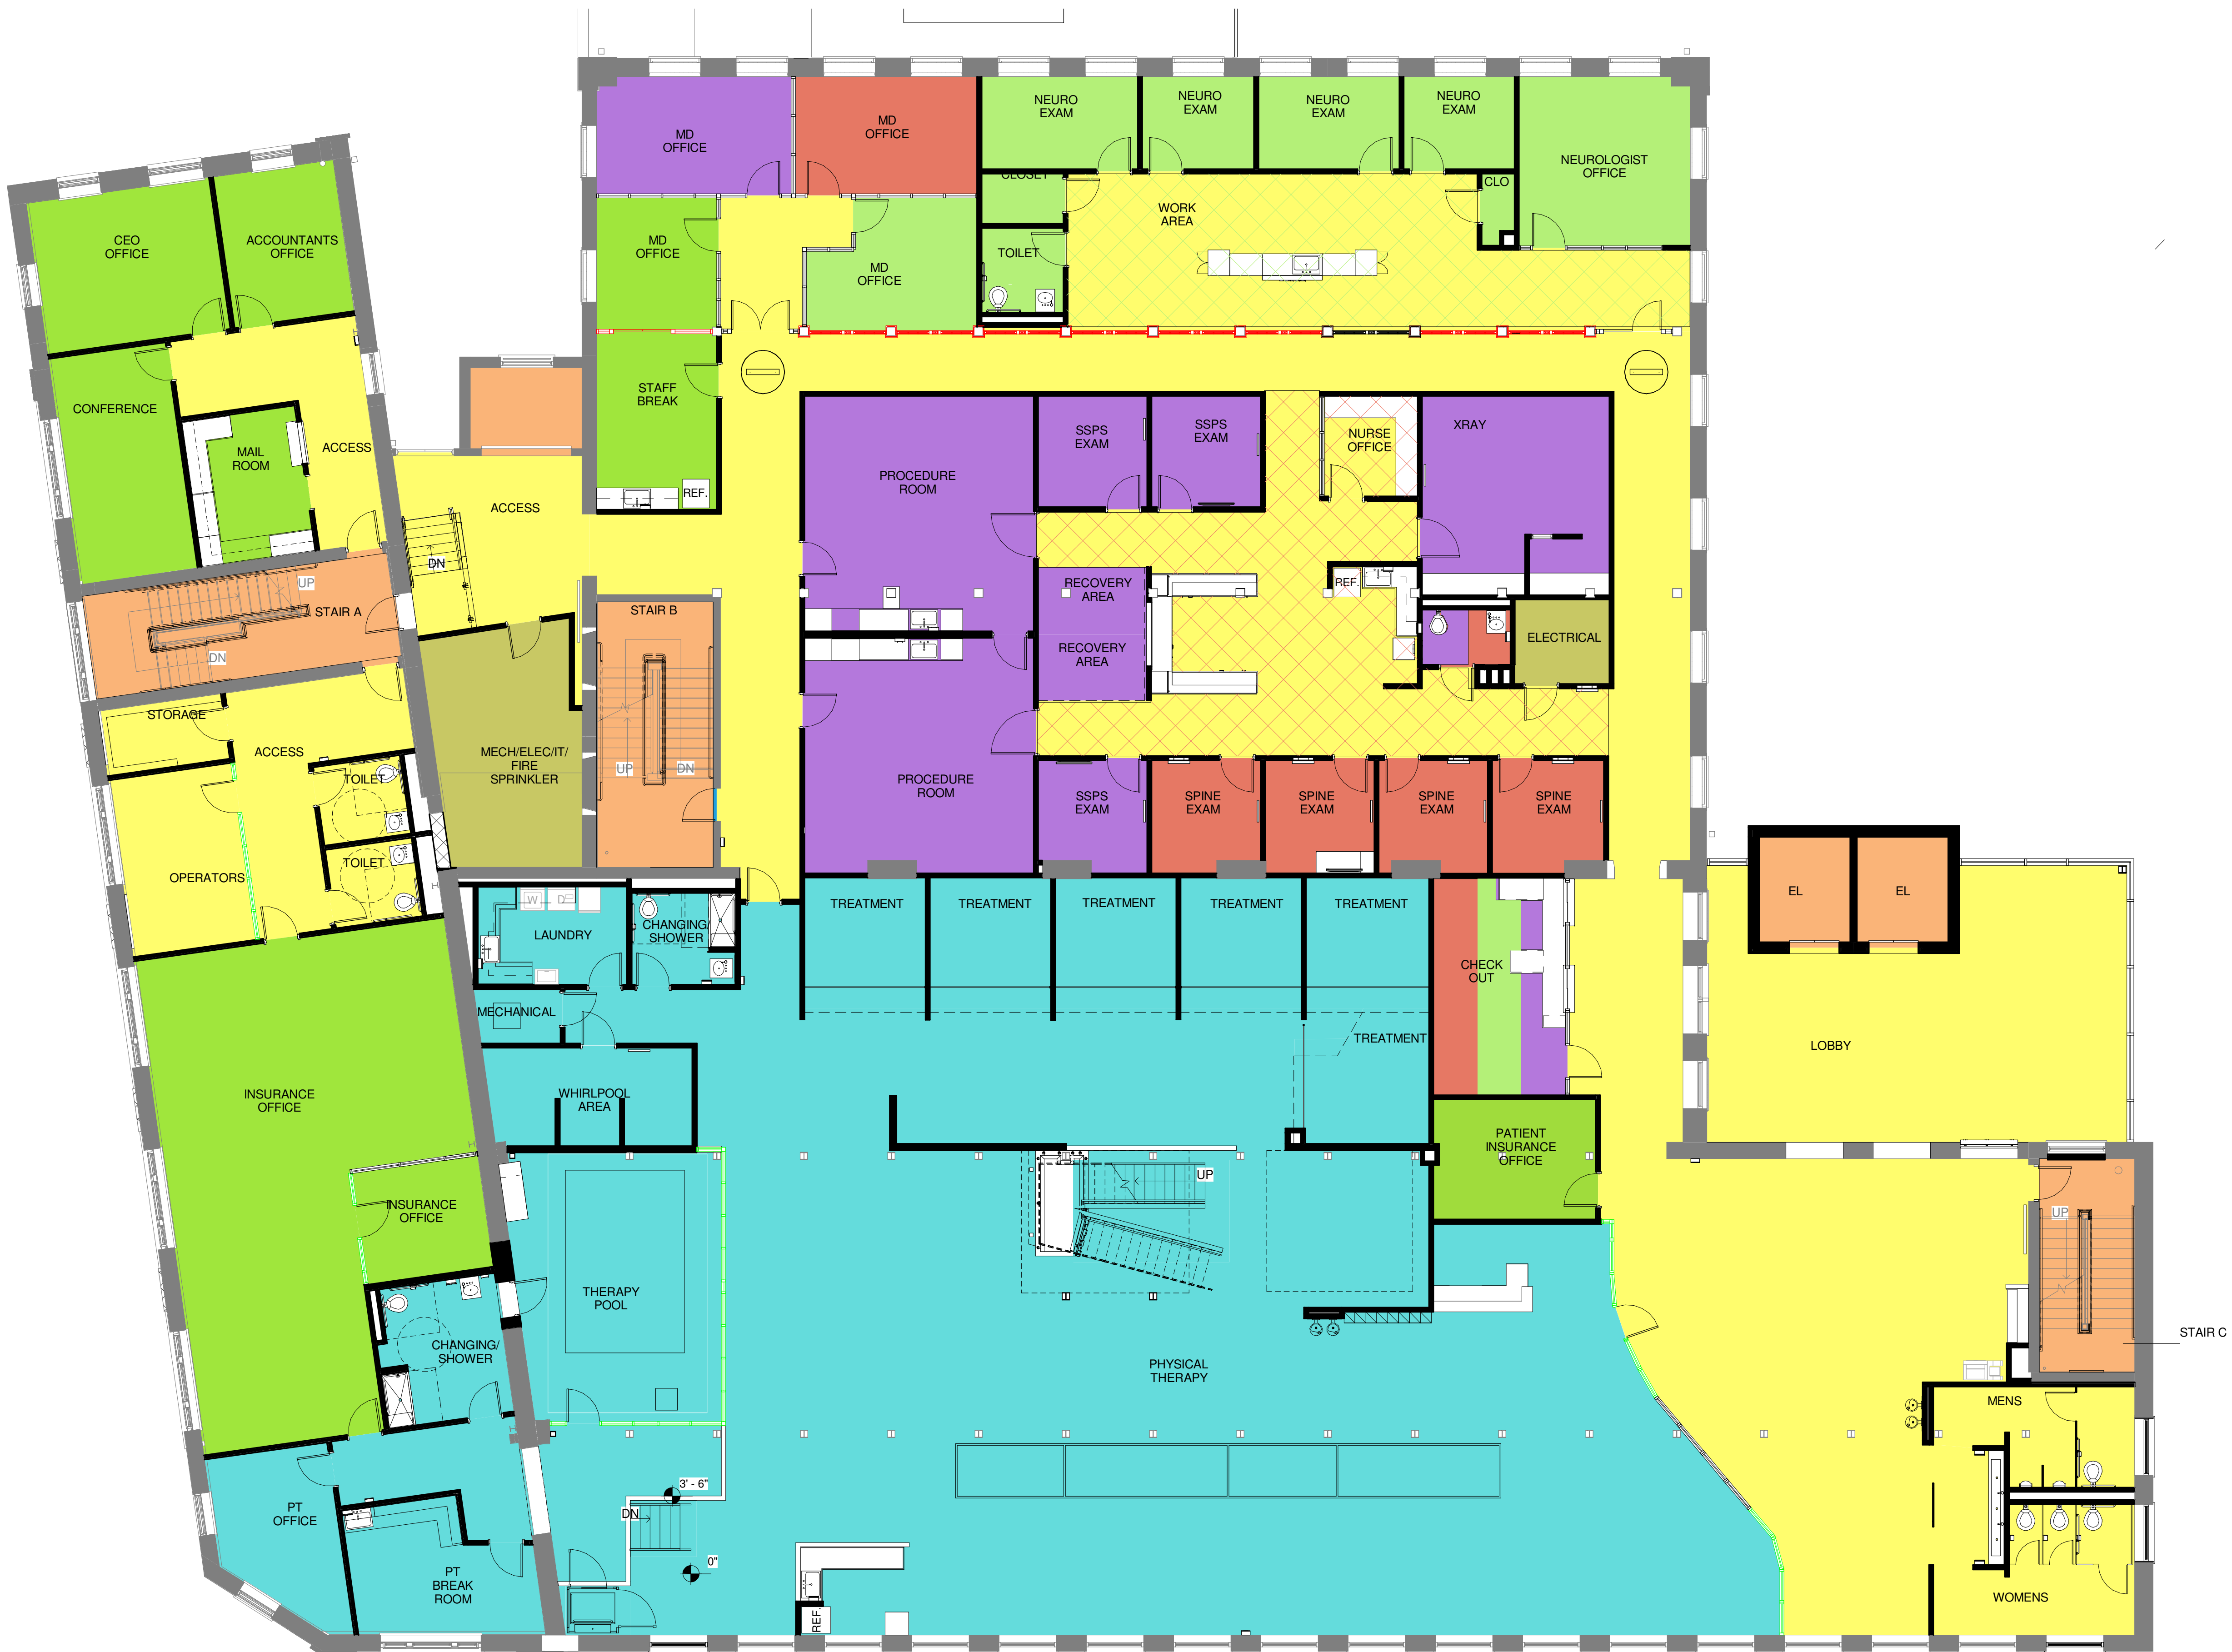 NEURO
EXAM
NEURO
EXAM
NEURO
EXAM
NEURO
EXAM
MD
OFFICE
MD
OFFICE
NEUROLOGIST
OFFICE
CLOSET
CLO
WORK
AREA
CEO
OFFICE
ACCOUNTANTS
OFFICE
MD
OFFICE
MD
OFFICE
TOILET
STAFF
BREAK
REF.
CONFERENCE
MAIL
ROOM
ACCESS
ACCESS
DN
SSPS
EXAM
SSPS
EXAM
NURSE
OFFICE
XRAY
PROCEDURE
ROOM
RECOVERY
AREA
RECOVERY
AREA
REF.
ELECTRICAL
UP
STAIR A
DN
STAIR B
UP
DN
STORAGE
ACCESS
MECH/ELEC/IT/
FIRE
SPRINKLER
TOILET
TOILET
OPERATORS
PROCEDURE
ROOM
SSPS
EXAM
SPINE
EXAM
SPINE
EXAM
SPINE
EXAM
SPINE
EXAM
EL
EL
W
D
LAUNDRY
CHANGING/
SHOWER
TREATMENT
TREATMENT
TREATMENT
TREATMENT
TREATMENT
CHECK
OUT
MECHANICAL
TREATMENT
LOBBY
INSURANCE
OFFICE
WHIRLPOOL
AREA
PATIENT
INSURANCE
OFFICE
UP
INSURANCE
OFFICE
UP
THERAPY
POOL
CHANGING/
SHOWER
PHYSICAL
THERAPY
STAIR C
MENS
3' - 6"
DN
PT
OFFICE
0"
PT
BREAK
ROOM
REF.
WOMENS